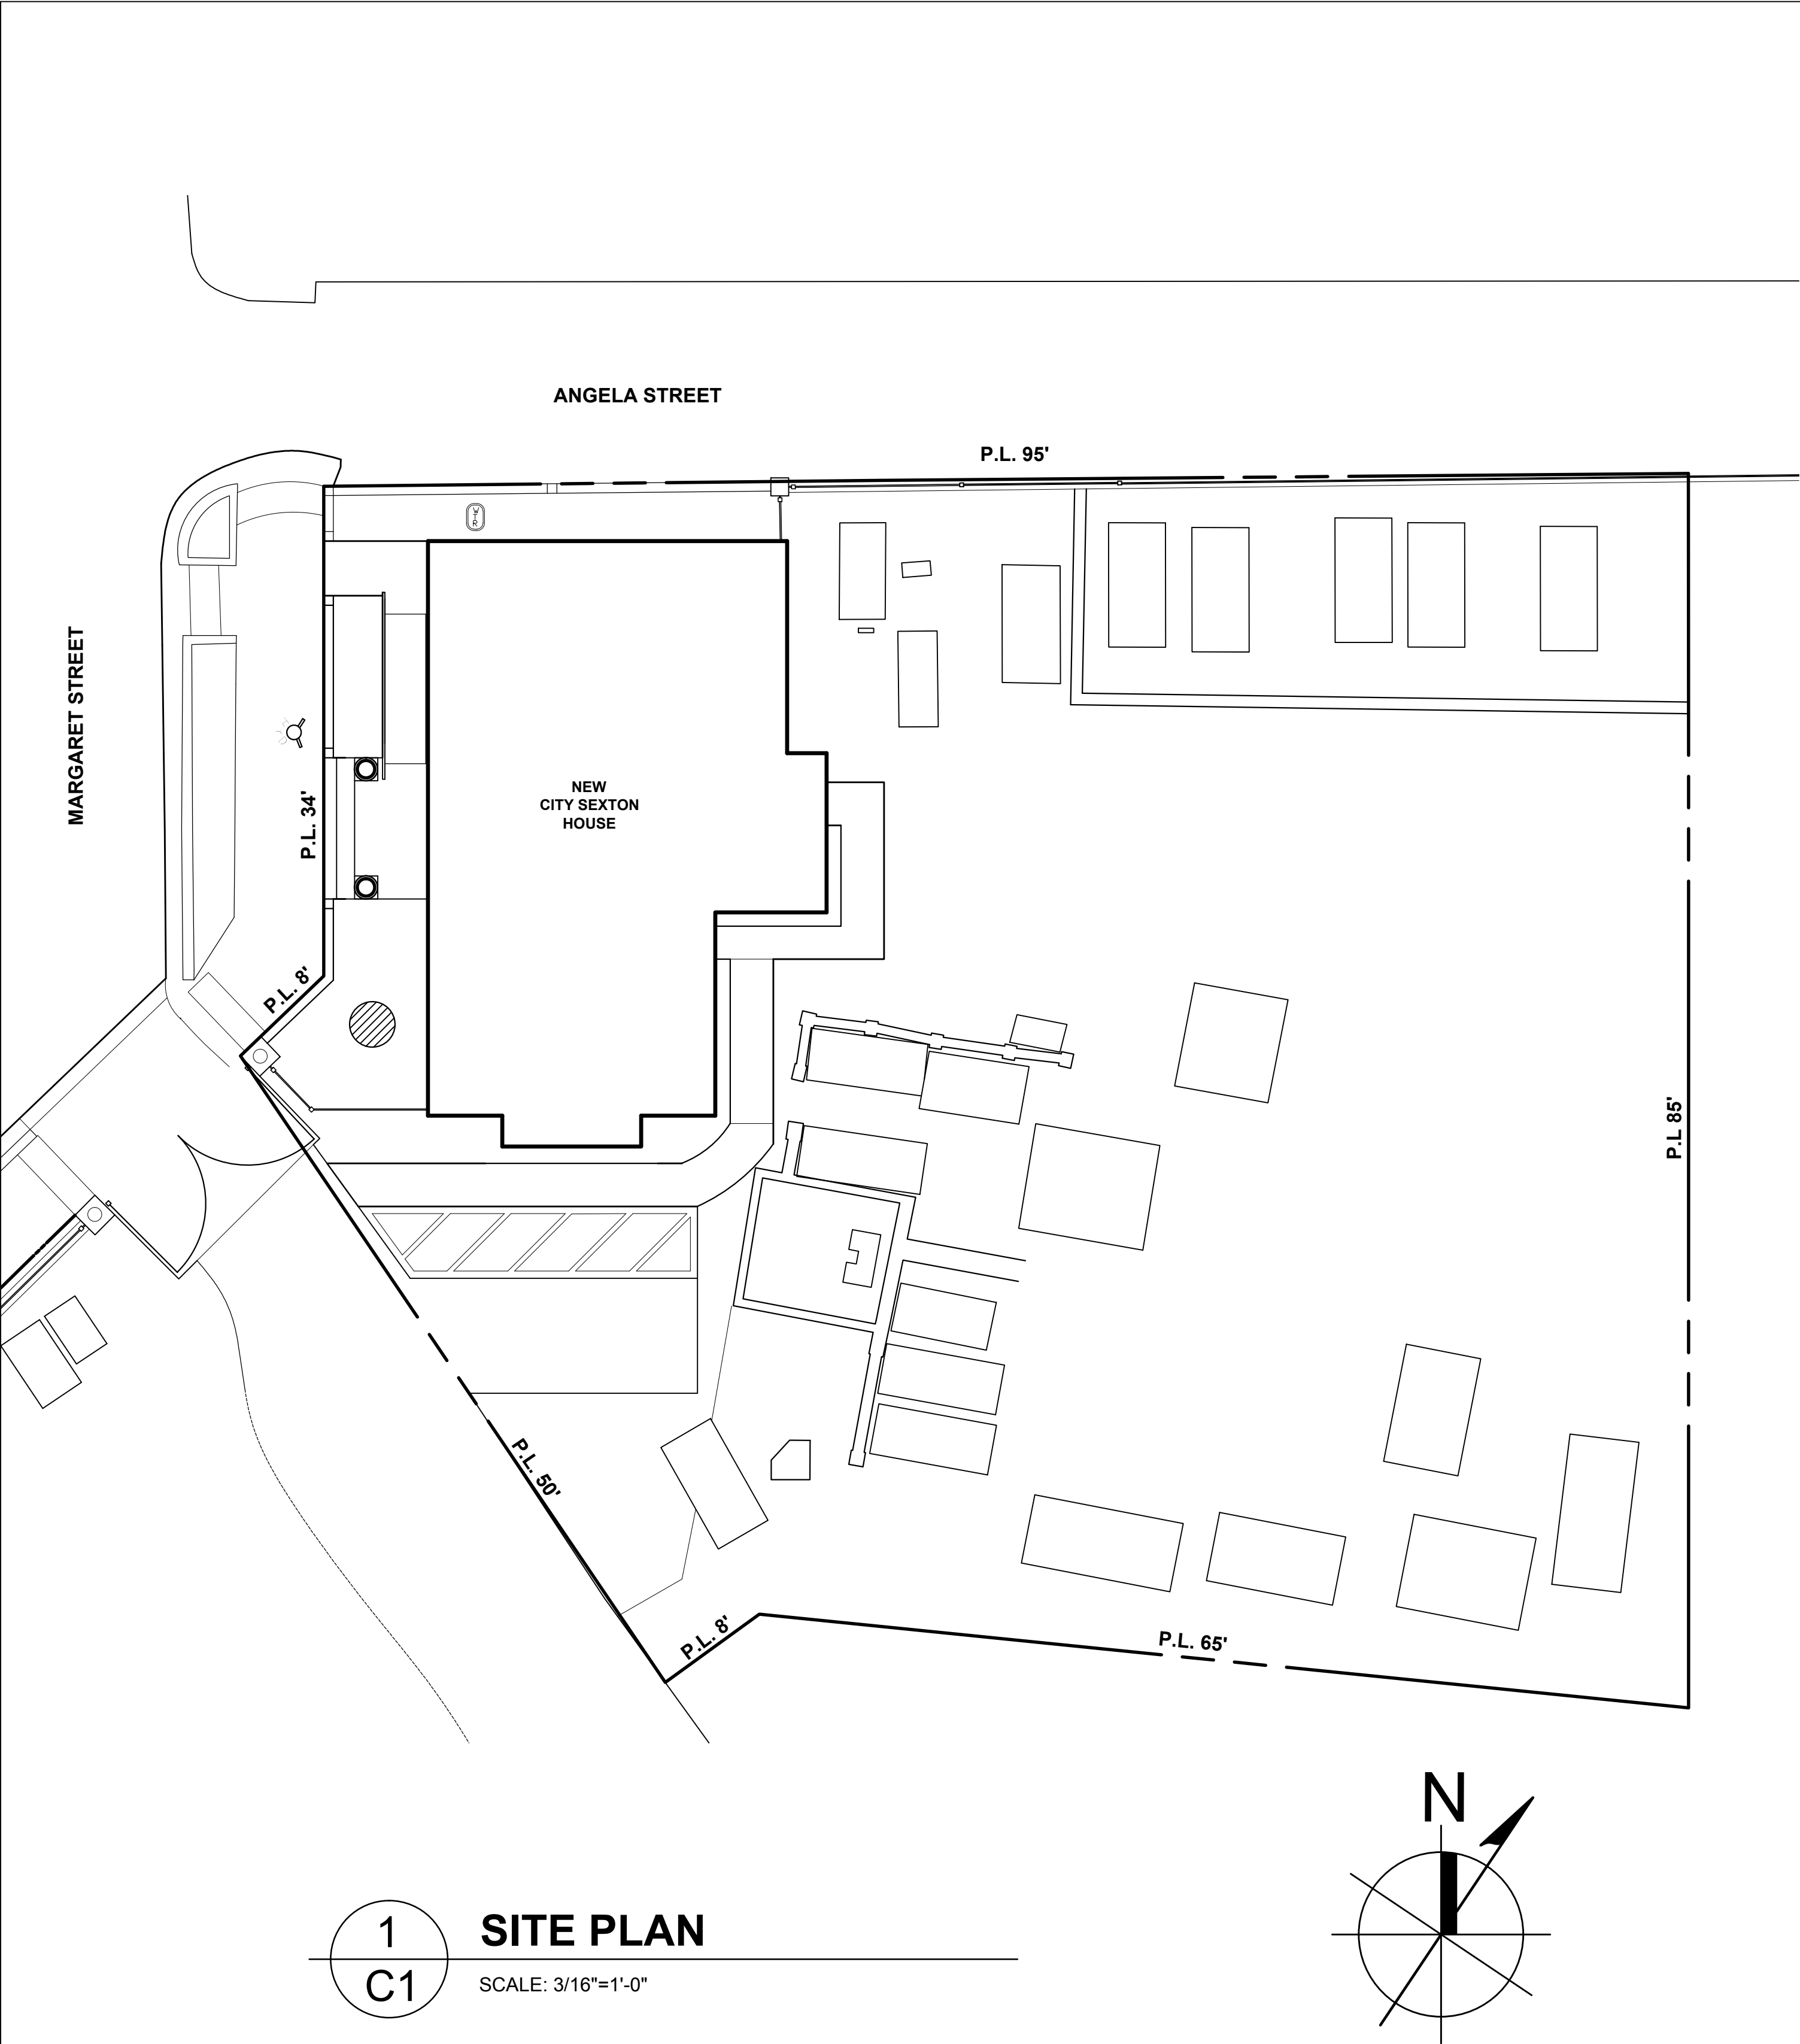 ANGELA STREET
P.L. 95'
WTR
MARGARET STREET
P.L. 34'
NEW
CITY SEXTON
HOUSE
P.L. 8'
P.L 85'
P.L. 50'
P.L. 8'
P.L. 65'
N
1
C1
SITE PLAN
SCALE: 3/16"=1'-0"